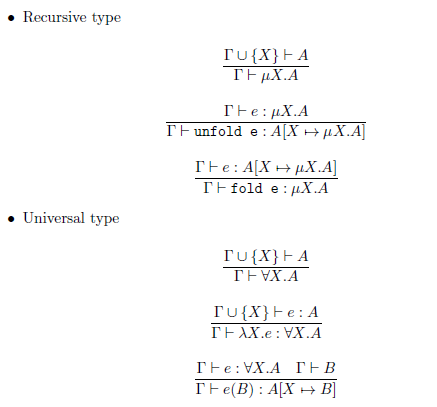 • Recursive type
Γ ∪ {X} ⊢ A
Γ ⊢ μX.A
Γ ⊢ e : μX.A
Γ ⊢ unfold e : A[X ↦ μX.A]
Γ ⊢ e : A[X ↦ μX.A]
Γ ⊢ fold e : μX.A
• Universal type
Γ ∪ {X} ⊢ A
Γ ⊢ ∀X.A
Γ ∪ {X} ⊢ e : A
Γ ⊢ λX.e : ∀X.A
Γ ⊢ e : ∀X.A Γ ⊢ B
Γ ⊢ e(B) : A[X ↦ B]